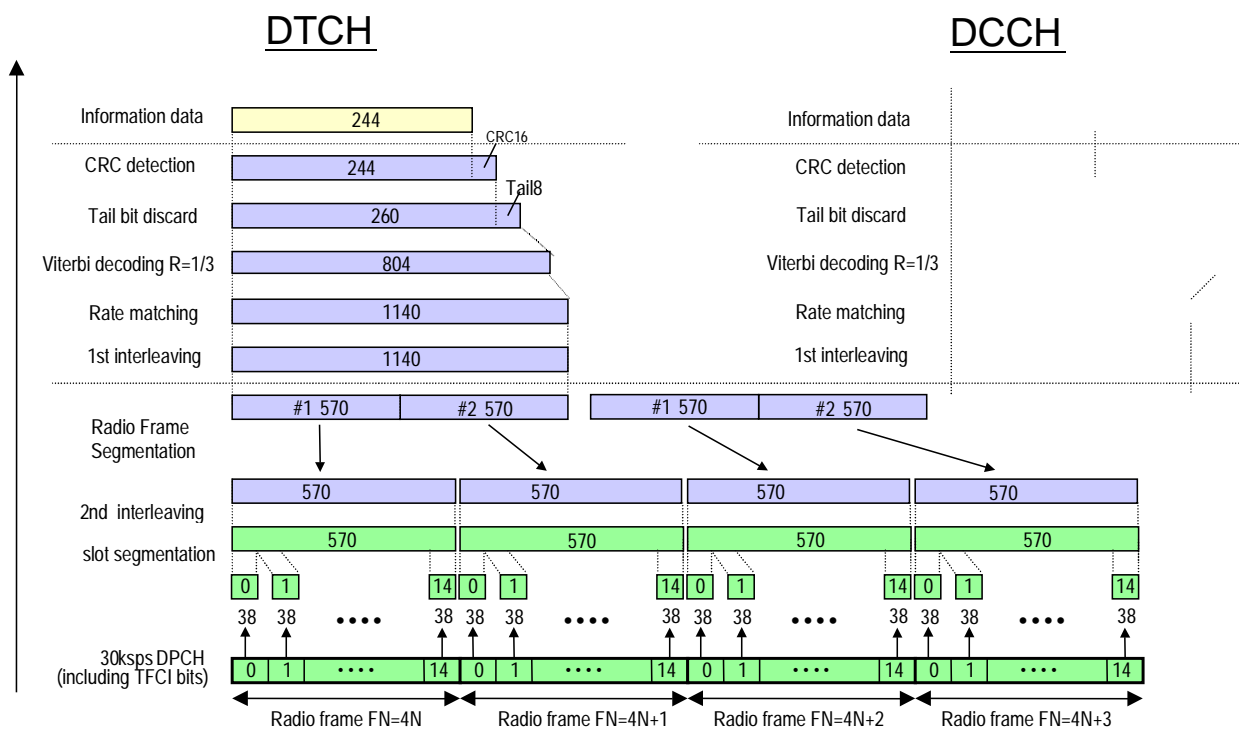 DTCH DCCH
Information data 244 Information data
CRC16
CRC detection 244 CRC detection
Tail8
Tail bit discard 260 Tail bit discard
Viterbi decoding R=1/3 804 Viterbi decoding R=1/3
Rate matching 1140 Rate matching
1st interleaving 1140 1st interleaving
#1 570 #2 570 #1 570 #2 570
Radio Frame
Segmentation
570 570 570 570
2nd interleaving
570 570 570 570
slot segmentation
0 1 14 0 1 14 0 1 14 0 1 14
38 38 •••• 38 38 38 •••• 38 38 38 •••• 38 38 38 •••• 38
30ksps DPCH
(including TFCI bits)
0 1 •••• 14 0 1 •••• 14 0 1 •••• 14 0 1 •••• 14
Radio frame FN=4N Radio frame FN=4N+1 Radio frame FN=4N+2 Radio frame FN=4N+3